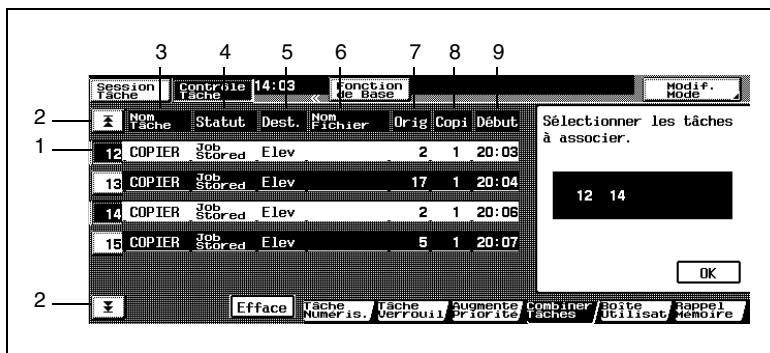 3 4 5 6 7 8 9
Session Tâche Contrôle Tâche 14:03 « Fonction de Base Modif. Mode
2 Nom Tâche Statut Dest. Nom Fichier Orig Copi Début
Sélectionner les tâches
à associer.
1 12 COPIER Job Stored Elev 2 1 20:03
13 COPIER Job Stored Elev 17 1 20:04
14 COPIER Job Stored Elev 2 1 20:06
15 COPIER Job Stored Elev 5 1 20:07
12 14
OK
2 Efface Tâche Numéris. Tâche Verrouil Augmente Priorité Combiner Tâches Boîte Utilisat Rappel Mémoire